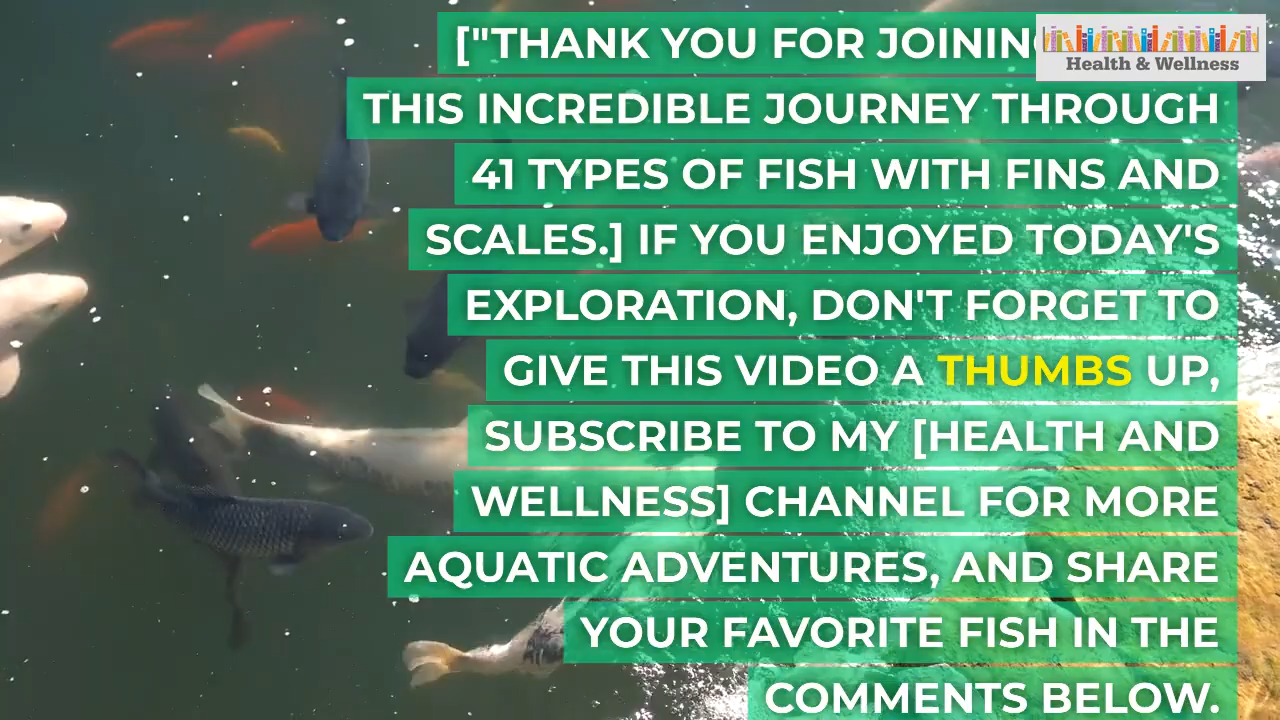 ["THANK YOU FOR JOINING
Health & Wellness
THIS INCREDIBLE JOURNEY THROUGH
41 TYPES OF FISH WITH FINS AND
SCALES.] IF YOU ENJOYED TODAY'S
EXPLORATION, DON'T FORGET TO
GIVE THIS VIDEO A THUMBS UP,
SUBSCRIBE TO MY [HEALTH AND
WELLNESS] CHANNEL FOR MORE
AQUATIC ADVENTURES, AND SHARE
YOUR FAVORITE FISH IN THE
COMMENTS BELOW.